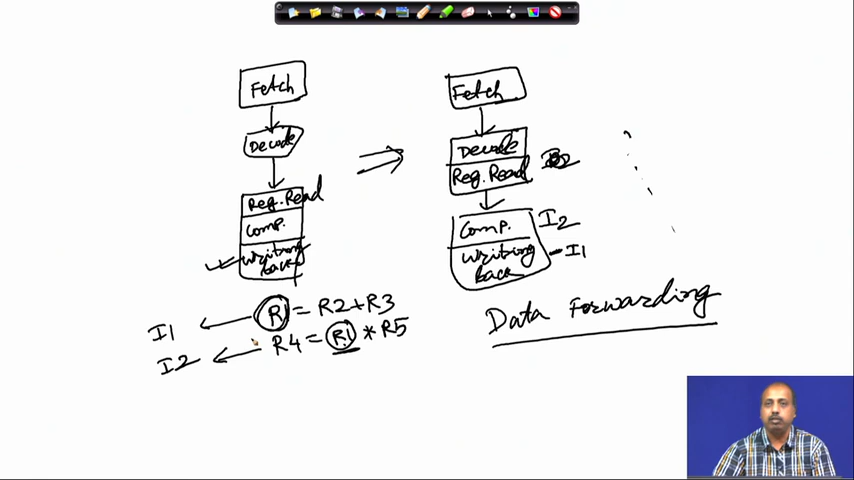 Fetch
Decode
Reg. Read
Comp.
Writing
back
Fetch
Decode
Reg. Read
Comp.
I2
Writing
back
I1
I1
R1 = R2+R3
I2
R4 = R1 * R5
Data Forwarding